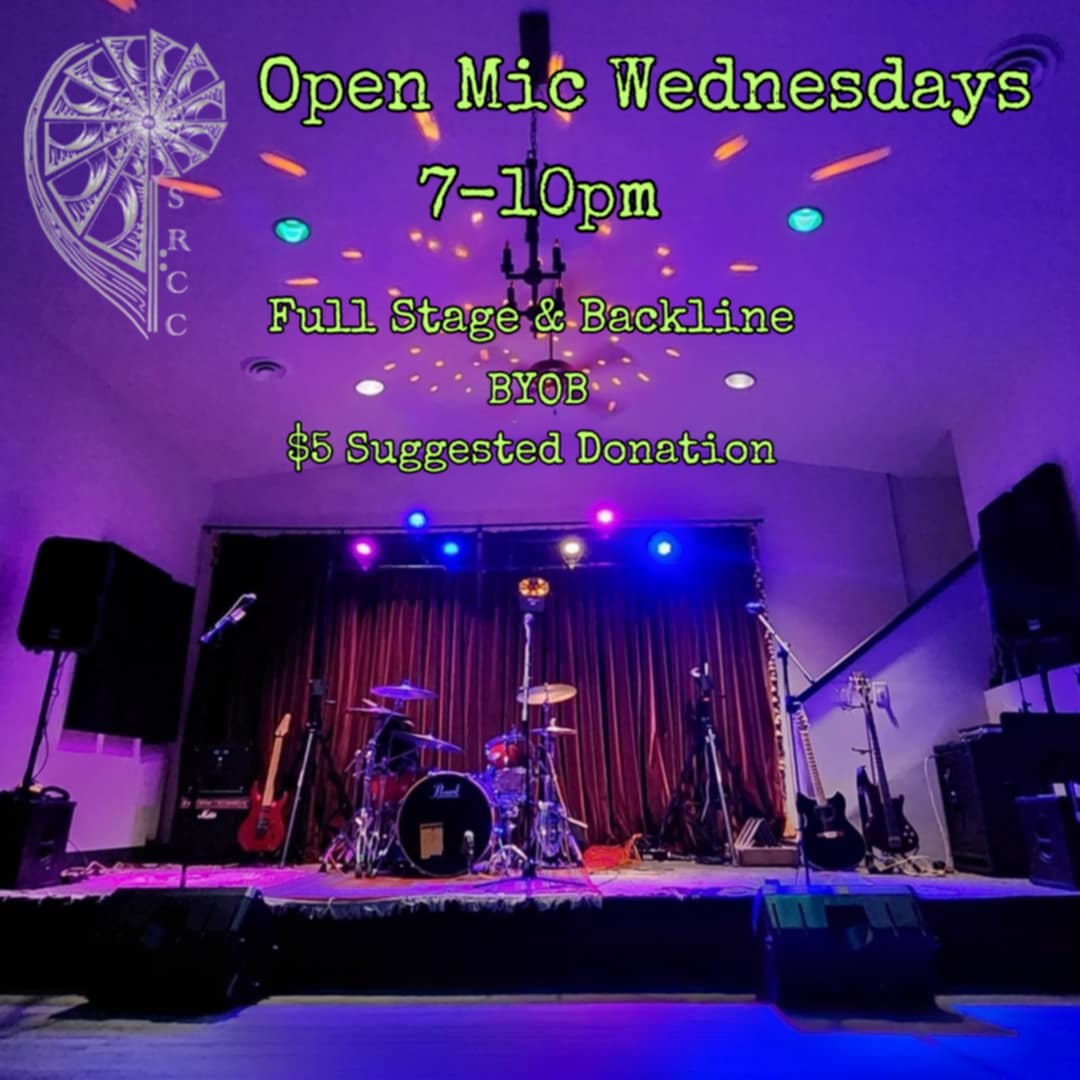 Open Mic Wednesdays
7-10pm
S
R
C
C
Full Stage & Backline
BYOB
$5 Suggested Donation
Pearl